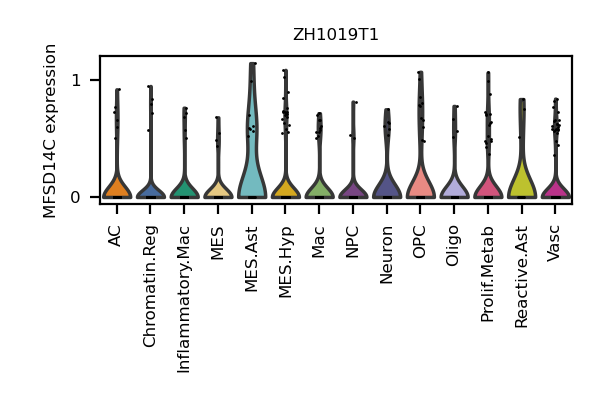 ZH1019T1
MFSD14C expression
1
0
AC
Chromatin.Reg
Inflammatory.Mac
MES
MES.Ast
MES.Hyp
Mac
NPC
Neuron
OPC
Oligo
Prolif.Metab
Reactive.Ast
Vasc